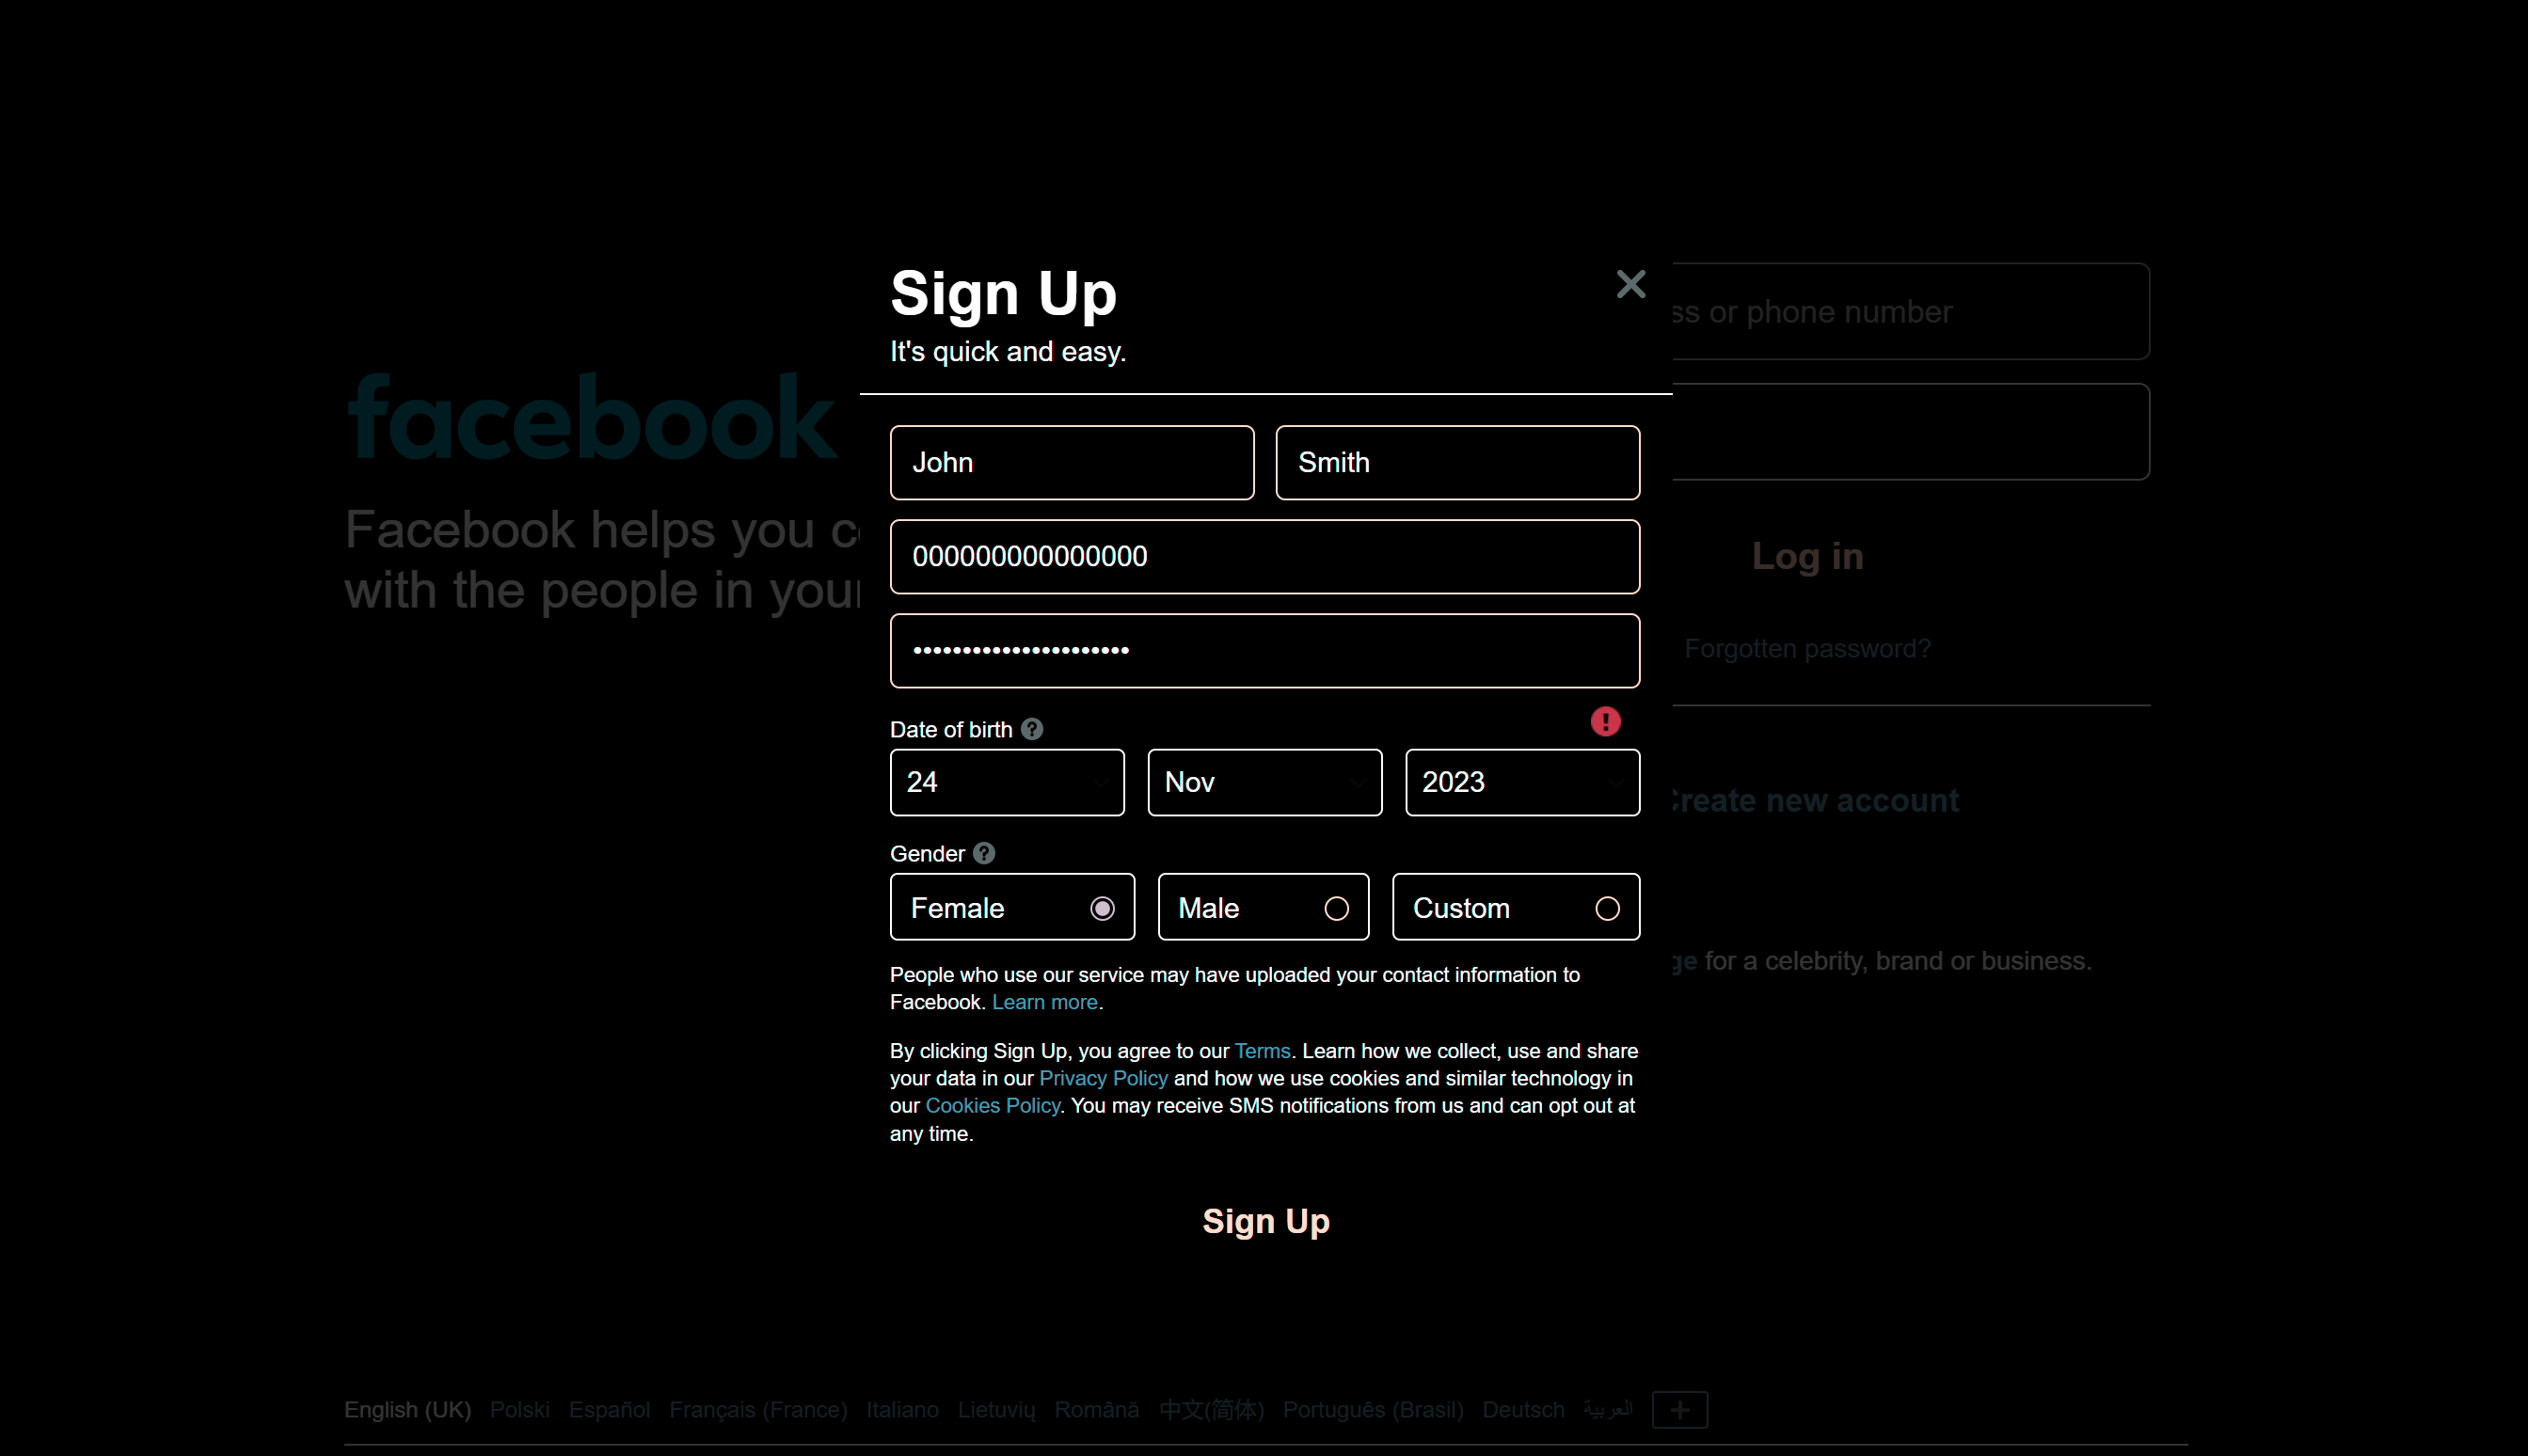 Sign Up
It's quick and easy.
ss or phone number
facebook
Facebook helps you c
with the people in your
John Smith
000000000000000
••••••••••••••••••••••
Log in
Forgotten password?
Date of birth
24 Nov 2023
Create new account
Gender
Female Male Custom
ge for a celebrity, brand or business.
People who use our service may have uploaded your contact information to
Facebook. Learn more.
By clicking Sign Up, you agree to our Terms. Learn how we collect, use and share
your data in our Privacy Policy and how we use cookies and similar technology in
our Cookies Policy. You may receive SMS notifications from us and can opt out at
any time.
Sign Up
English (UK) Polski Español Français (France) Italiano Lietuvių Română 中文(简体) Português (Brasil) Deutsch العربية